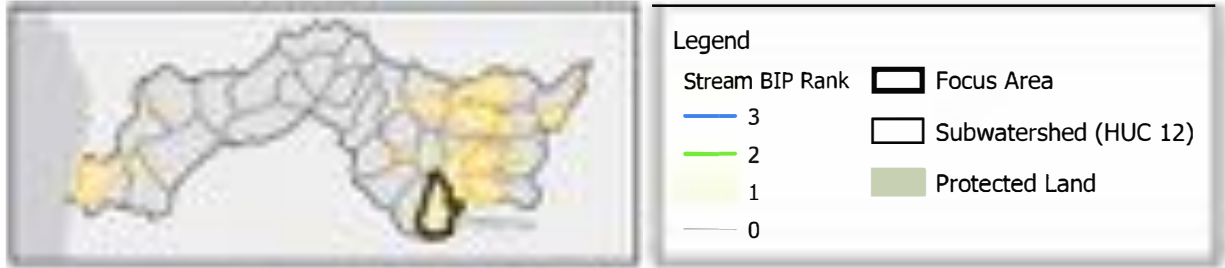 Legend
Stream BIP Rank
3
2
1
0
Focus Area
Subwatershed (HUC 12)
Protected Land